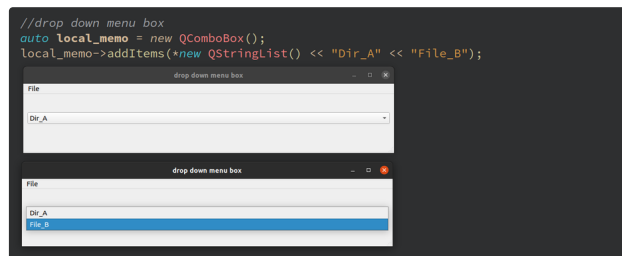 //drop down menu box
auto local_memo = new QComboBox();
local_memo->addItems(*new QStringList() << "Dir_A" << "File_B");
drop down menu box
File
Dir_A
drop down menu box
File
Dir_A
File_B